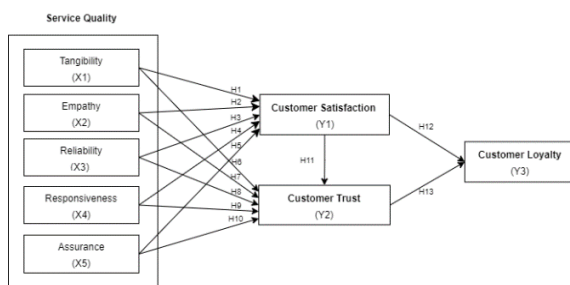 Service Quality
Tangibility
(X1)
Empathy
(X2)
Reliability
(X3)
Responsiveness
(X4)
Assurance
(X5)
H1
H2
H3
H4
H5
H6
H7
H8
H9
H10
Customer Satisfaction
(Y1)
H11
Customer Trust
(Y2)
H12
H13
Customer Loyalty
(Y3)